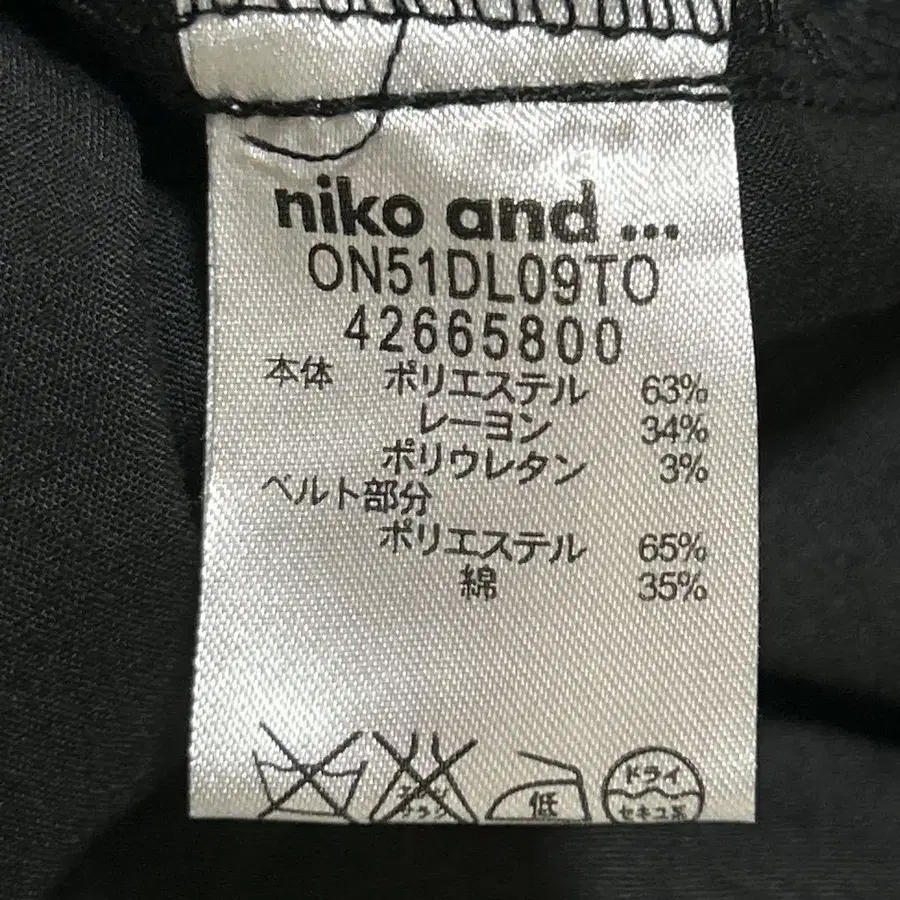 niko and ...
ON51DL09TO
42665800
本体 ポリエステル 63%
レーヨン 34%
ポリウレタン 3%
ベルト部分
ポリエステル 65%
綿 35%
低
ドライ
セキユ系